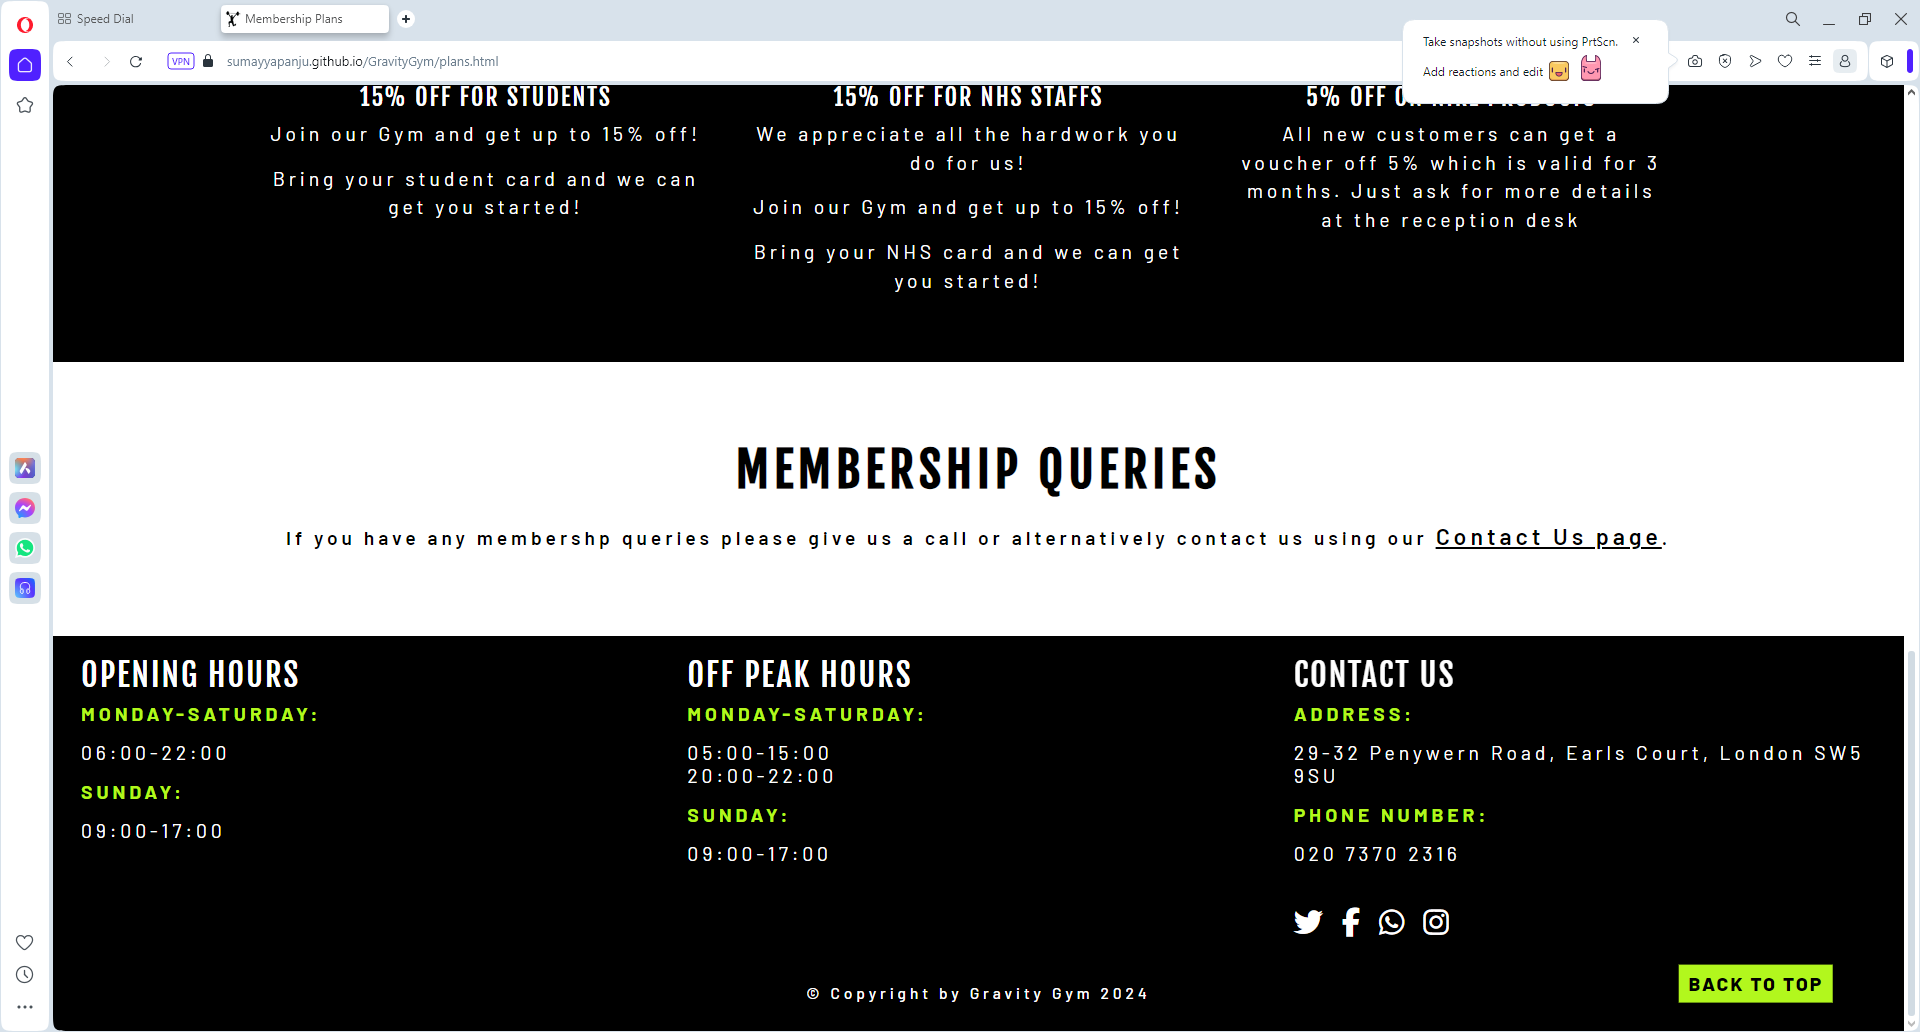 Speed Dial
Membership Plans
VPN
sumayyapanju.github.io/GravityGym/plans.html
Take snapshots without using PrtScn.
Add reactions and edit
15% OFF FOR STUDENTS
Join our Gym and get up to 15% off!
Bring your student card and we can
get you started!
15% OFF FOR NHS STAFFS
We appreciate all the hardwork you
do for us!
Join our Gym and get up to 15% off!
Bring your NHS card and we can get
you started!
5% OFF
All new customers can get a
voucher off 5% which is valid for 3
months. Just ask for more details
at the reception desk
MEMBERSHIP QUERIES
If you have any membershp queries please give us a call or alternatively contact us using our Contact Us page.
OPENING HOURS
MONDAY-SATURDAY:
06:00-22:00
SUNDAY:
09:00-17:00
OFF PEAK HOURS
MONDAY-SATURDAY:
05:00-15:00
20:00-22:00
SUNDAY:
09:00-17:00
CONTACT US
ADDRESS:
29-32 Penywern Road, Earls Court, London SW5
9SU
PHONE NUMBER:
020 7370 2316
© Copyright by Gravity Gym 2024
BACK TO TOP